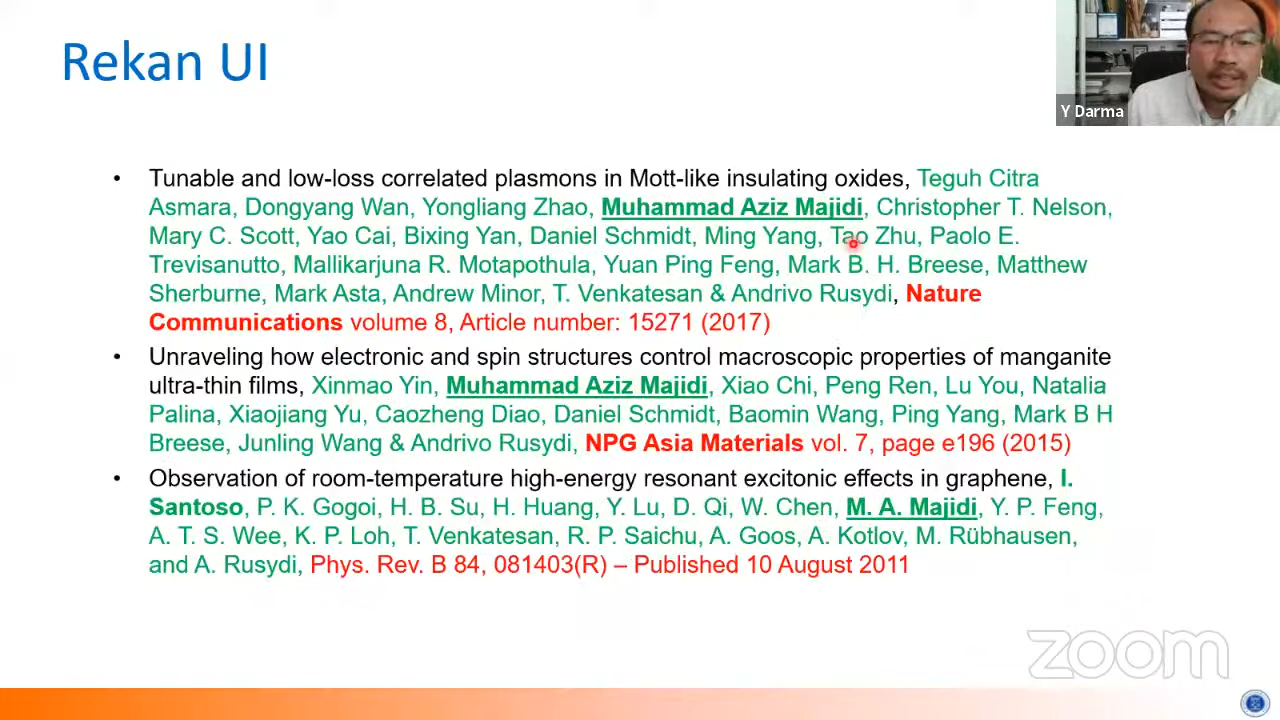 Rekan UI
Y Darma
• Tunable and low-loss correlated plasmons in Mott-like insulating oxides, Teguh Citra
Asmara, Dongyang Wan, Yongliang Zhao, Muhammad Aziz Majidi, Christopher T. Nelson,
Mary C. Scott, Yao Cai, Bixing Yan, Daniel Schmidt, Ming Yang, Tao Zhu, Paolo E.
Trevisanutto, Mallikarjuna R. Motapothula, Yuan Ping Feng, Mark B. H. Breese, Matthew
Sherburne, Mark Asta, Andrew Minor, T. Venkatesan & Andrivo Rusydi, Nature
Communications volume 8, Article number: 15271 (2017)
• Unraveling how electronic and spin structures control macroscopic properties of manganite
ultra-thin films, Xinmao Yin, Muhammad Aziz Majidi, Xiao Chi, Peng Ren, Lu You, Natalia
Palina, Xiaojiang Yu, Caozheng Diao, Daniel Schmidt, Baomin Wang, Ping Yang, Mark B H
Breese, Junling Wang & Andrivo Rusydi, NPG Asia Materials vol. 7, page e196 (2015)
• Observation of room-temperature high-energy resonant excitonic effects in graphene, I.
Santoso, P. K. Gogoi, H. B. Su, H. Huang, Y. Lu, D. Qi, W. Chen, M. A. Majidi, Y. P. Feng,
A. T. S. Wee, K. P. Loh, T. Venkatesan, R. P. Saichu, A. Goos, A. Kotlov, M. Rübhausen,
and A. Rusydi, Phys. Rev. B 84, 081403(R) – Published 10 August 2011
zoom